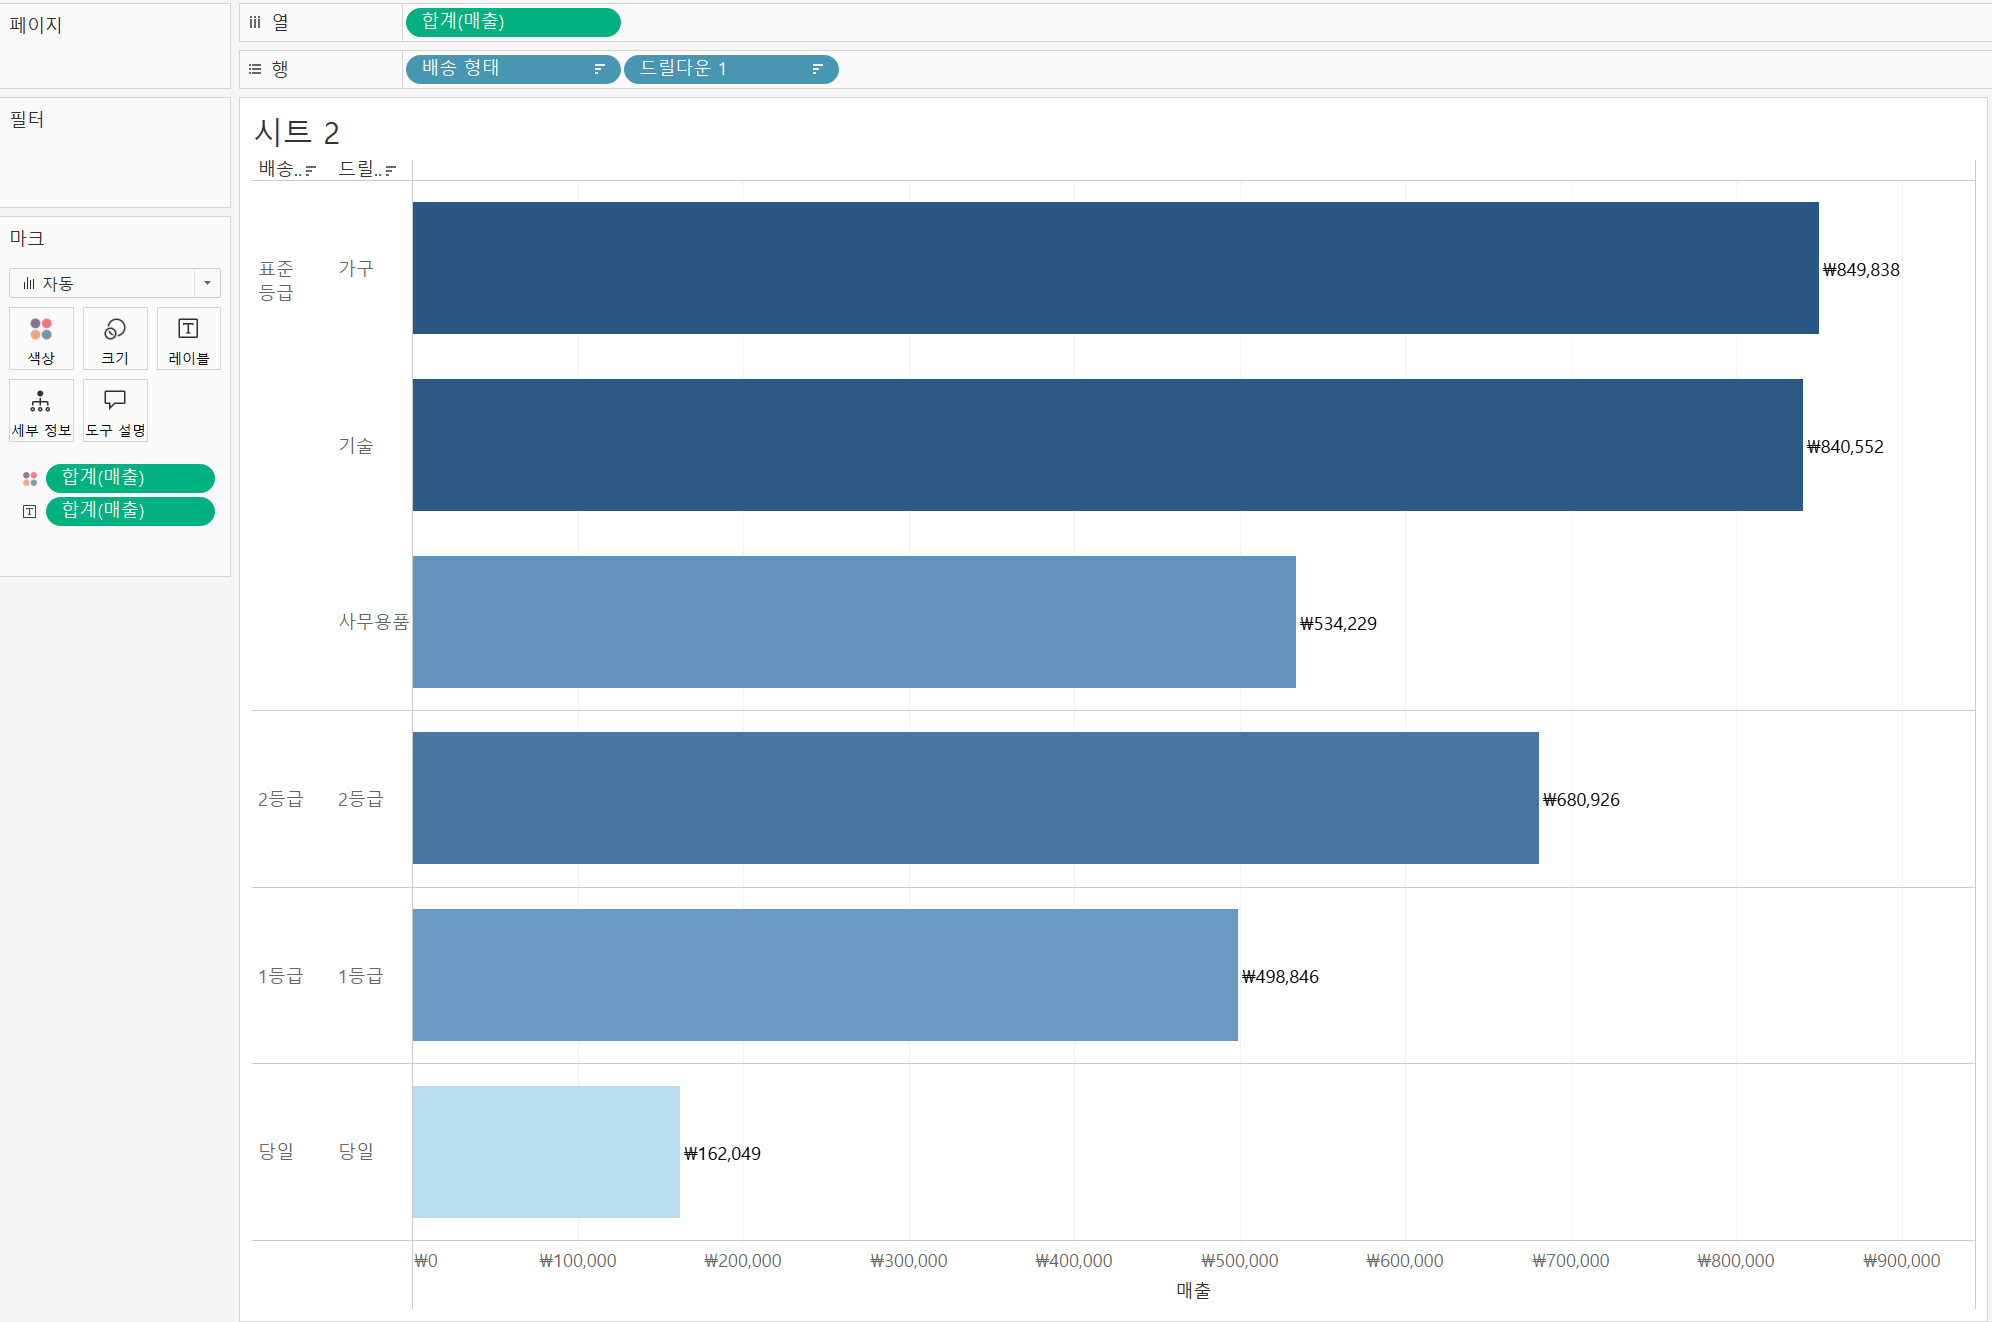 페이지
iii 열
합계(매출)
행
배송 형태
드릴다운 1
필터
마크
자동
색상
크기
레이블
세부 정보
도구 설명
합계(매출)
합계(매출)
시트 2
배송.. 드릴..
표준
등급
가구
₩849,838
기술
₩840,552
사무용품
₩534,229
2등급 2등급
₩680,926
1등급 1등급
₩498,846
당일 당일
₩162,049
₩0 ₩100,000 ₩200,000 ₩300,000 ₩400,000 ₩500,000 ₩600,000 ₩700,000 ₩800,000 ₩900,000
매출